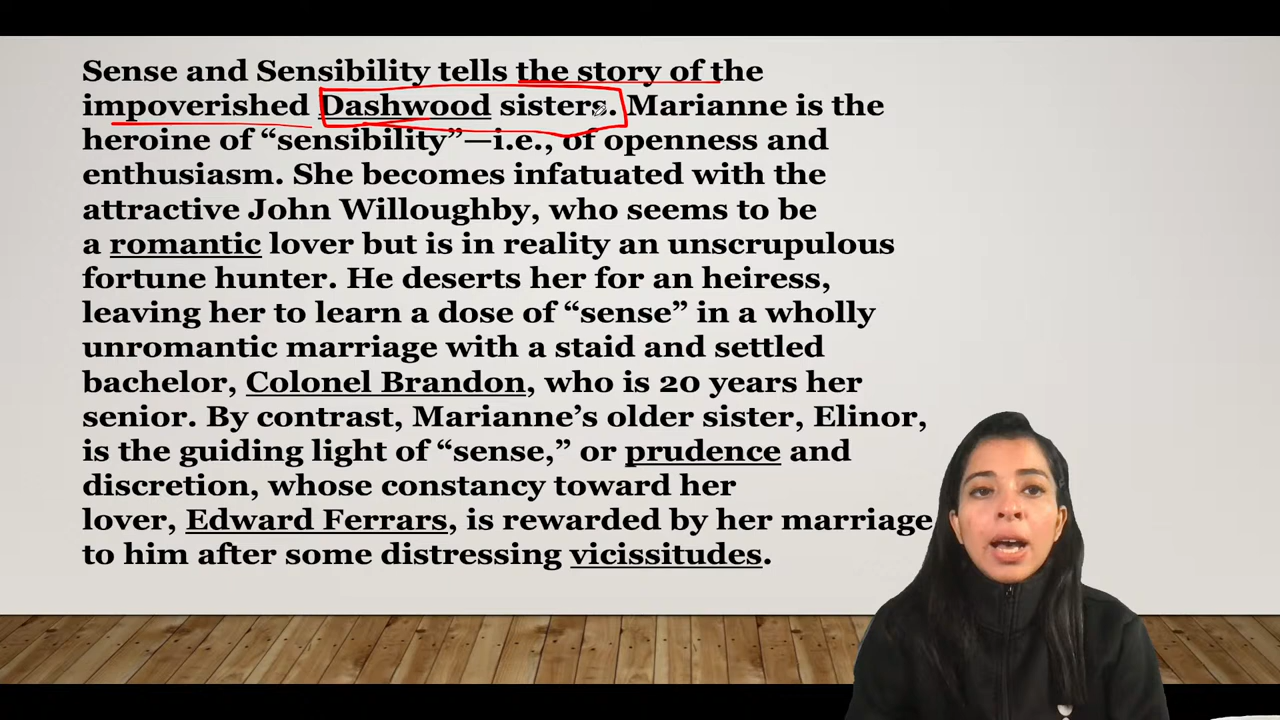 Sense and Sensibility tells the story of the
impoverished Dashwood sisters. Marianne is the
heroine of “sensibility”—i.e., of openness and
enthusiasm. She becomes infatuated with the
attractive John Willoughby, who seems to be
a romantic lover but is in reality an unscrupulous
fortune hunter. He deserts her for an heiress,
leaving her to learn a dose of “sense” in a wholly
unromantic marriage with a staid and settled
bachelor, Colonel Brandon, who is 20 years her
senior. By contrast, Marianne’s older sister, Elinor,
is the guiding light of “sense,” or prudence and
discretion, whose constancy toward her
lover, Edward Ferrars, is rewarded by her marriage
to him after some distressing vicissitudes.